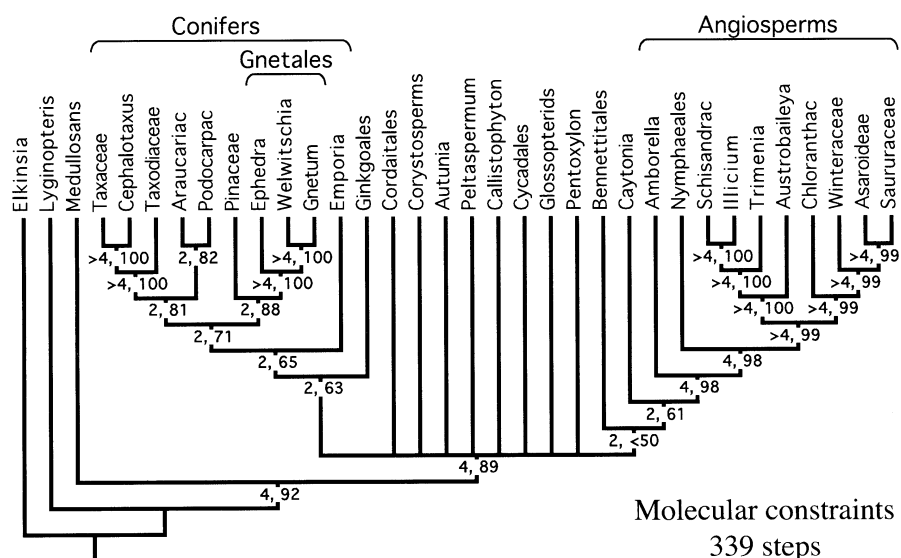 Conifers
Angiosperms
Gnetales
Elkinsia
Lyginopteris
Medullosans
Taxaceae
Cephalotaxus
Taxodiaceae
Araucariac
Podocarpac
Pinaceae
Ephedra
Welwitschia
Gnetum
Emporia
Ginkgoales
Cordaitales
Corystosperms
Autunia
Peltaspermum
Callistophyton
Cycadales
Glossopterids
Pentoxylon
Bennettitales
Caytonia
Amborella
Nymphaeales
Schisandrac
Illicium
Trimenia
Austrobaileya
Chloranthac
Winteraceae
Asaroideae
Saururaceae
>4, 100
2, 82
>4, 100
>4, 100
>4, 99
>4, 100
>4, 100
>4, 100
>4, 99
2, 81
2, 88
>4, 100
>4, 99
2, 71
>4, 99
2, 65
4, 98
2, 63
4, 98
2, 61
2, <50
4, 89
4, 92
Molecular constraints
339 steps